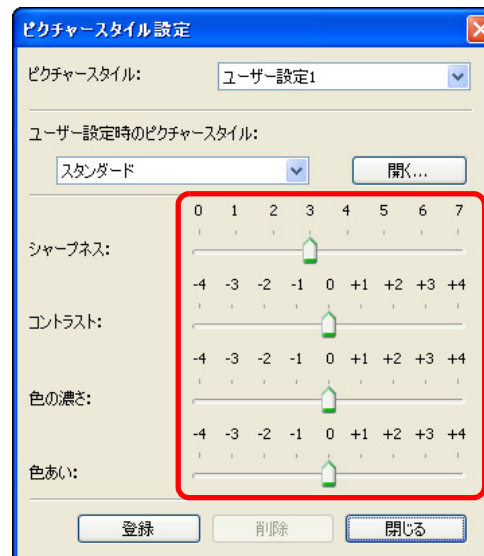 ピクチャースタイル設定
ピクチャースタイル: ユーザー設定1
ユーザー設定時のピクチャースタイル:
スタンダード 開く...
0 1 2 3 4 5 6 7
シャープネス:
-4 -3 -2 -1 0 +1 +2 +3 +4
コントラスト:
-4 -3 -2 -1 0 +1 +2 +3 +4
色の濃さ:
-4 -3 -2 -1 0 +1 +2 +3 +4
色あい:
登録 削除 閉じる